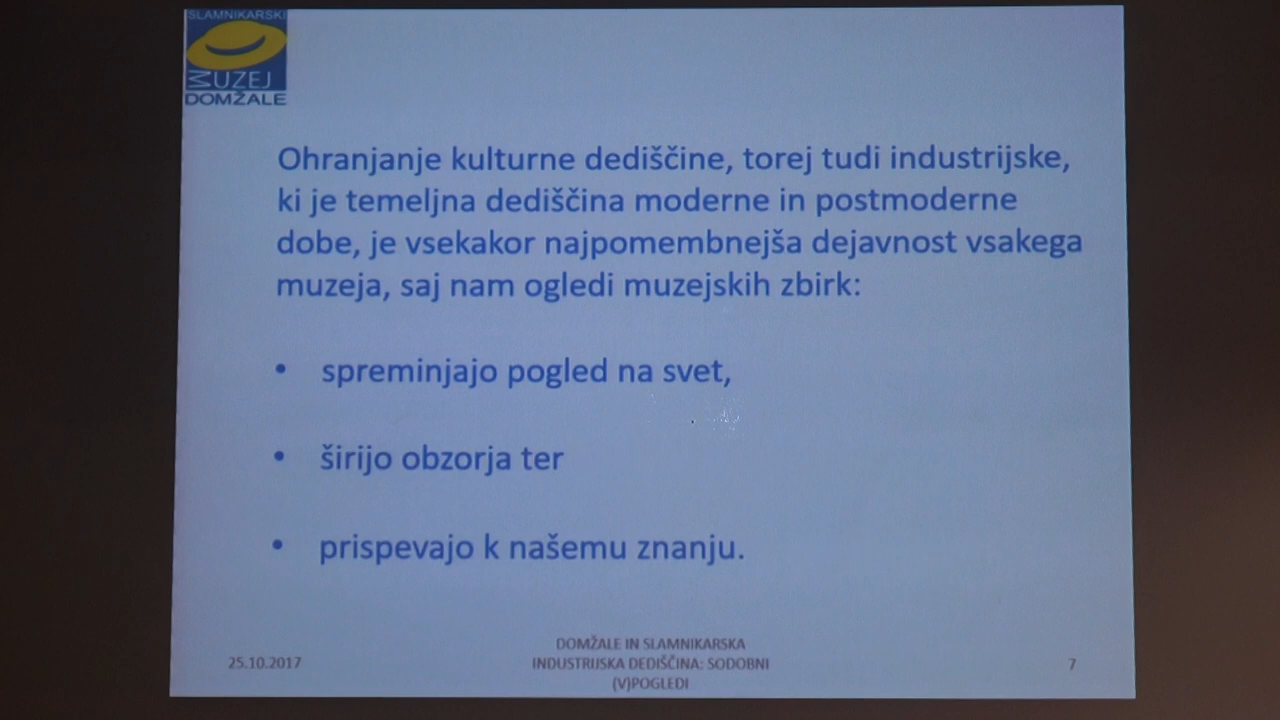 SLAMNIKARSKI
MUZEJ
DOMŽALE
Ohranjanje kulturne dediščine, torej tudi industrijske,
ki je temeljna dediščina moderne in postmoderne
dobe, je vsekakor najpomembnejša dejavnost vsakega
muzeja, saj nam ogledi muzejskih zbirk:
• spreminjajo pogled na svet,
• širijo obzorja ter
• prispevajo k našemu znanju.
25.10.2017
DOMŽALE IN SLAMNIKARSKA
INDUSTRIJSKA DEDIŠČINA: SODOBNI
(V)POGLEDI
7